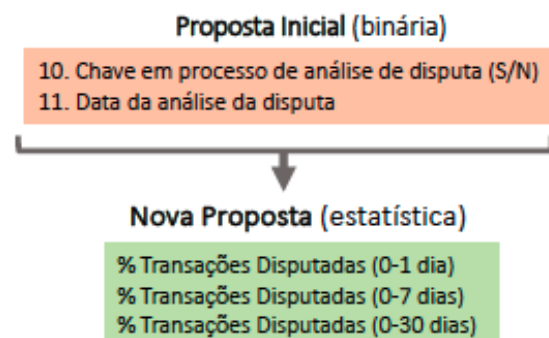 Proposta Inicial (binária)
10. Chave em processo de análise de disputa (S/N)
11. Data da análise da disputa
Nova Proposta (estatística)
% Transações Disputadas (0-1 dia)
% Transações Disputadas (0-7 dias)
% Transações Disputadas (0-30 dias)